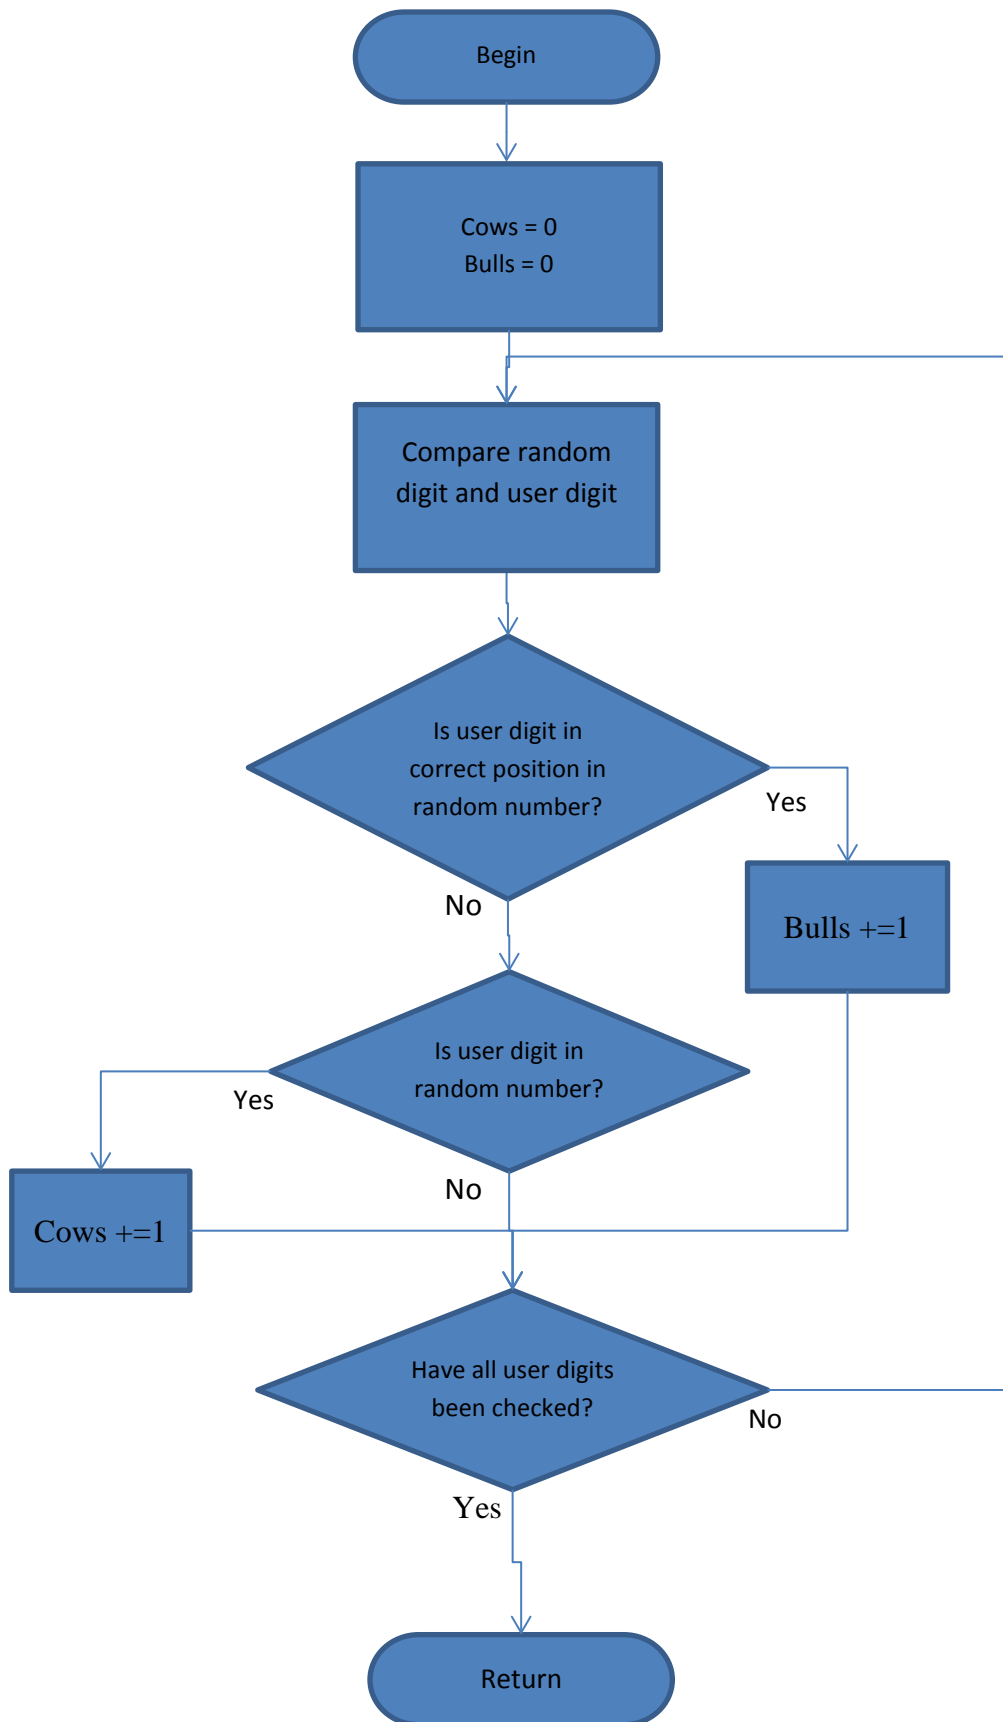 Begin
Cows = 0
Bulls = 0
Compare random
digit and user digit
Is user digit in
correct position in
random number?
Yes
No
Bulls +=1
Is user digit in
random number?
Yes
No
Cows +=1
Have all user digits
been checked?
No
Yes
Return